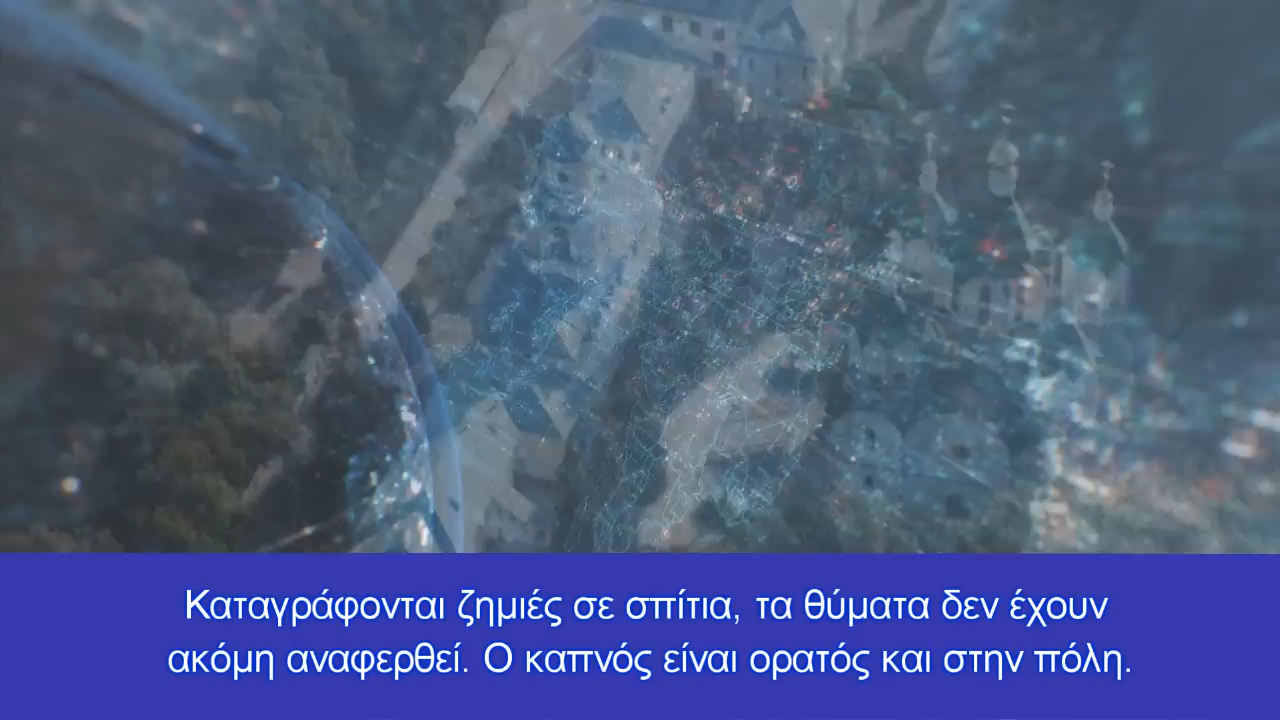 Καταγράφονται ζημιές σε σπίτια, τα θύματα δεν έχουν
ακόμη αναφερθεί. Ο καπνός είναι ορατός και στην πόλη.